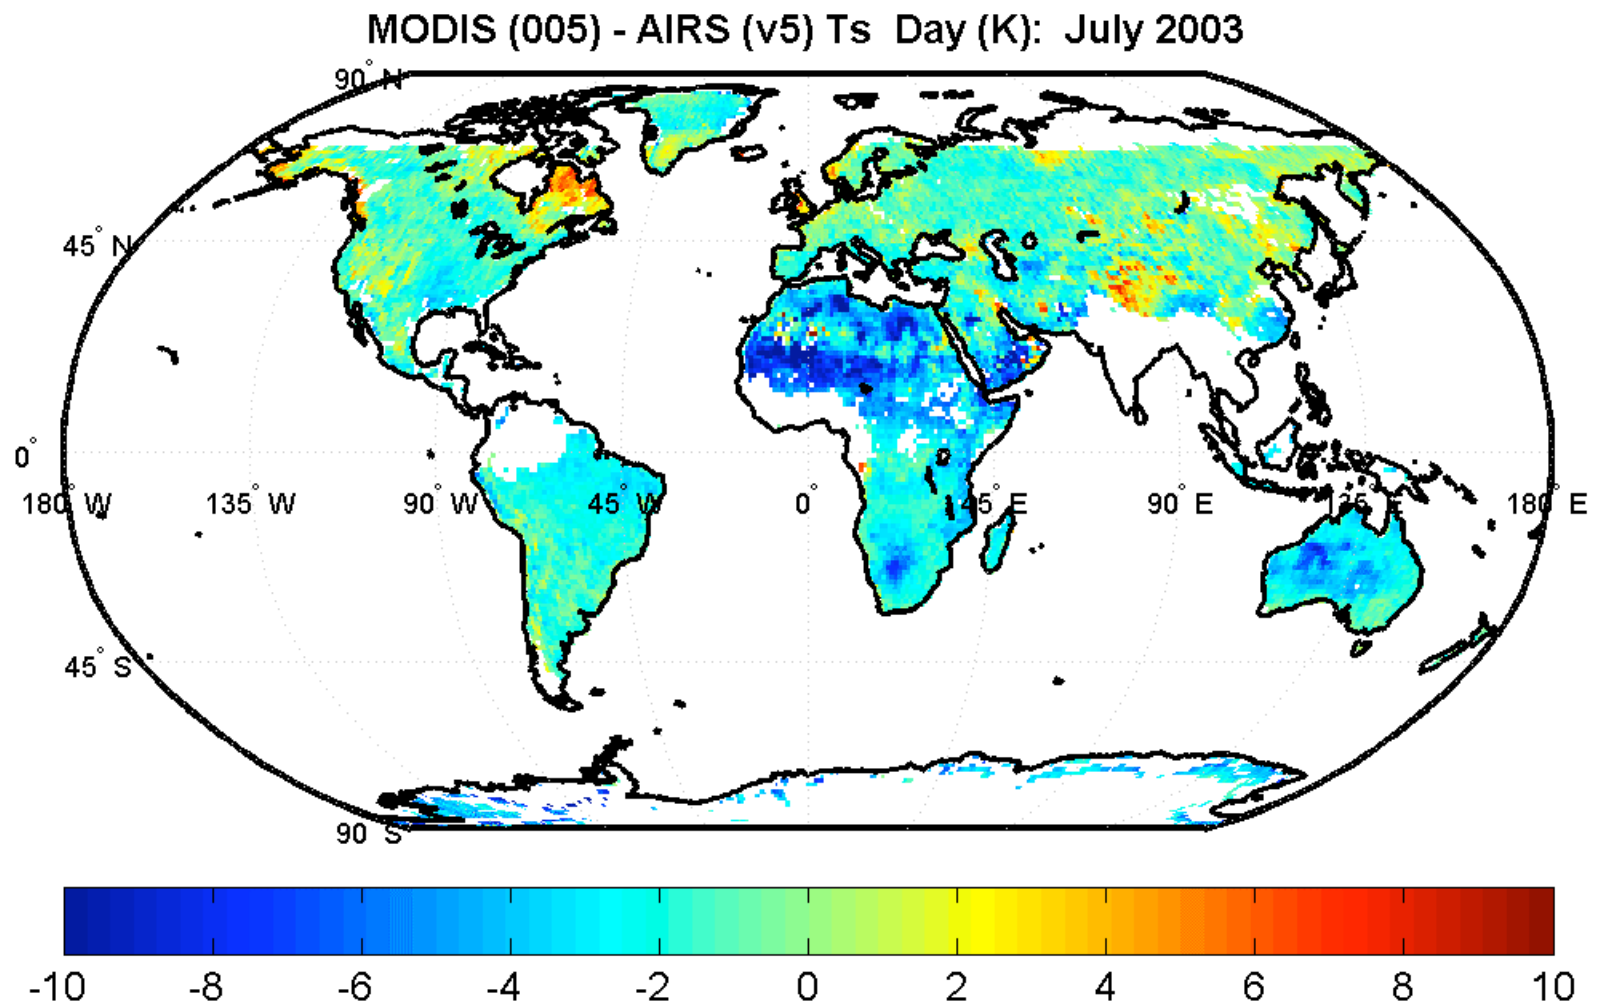 MODIS (005) - AIRS (v5) Ts Day (K): July 2003
90° N
45° N
0°
180° W 135° W 90° W 45° W 0° 45° E 90° E 135° E 180° E
45° S
90° S
-10 -8 -6 -4 -2 0 2 4 6 8 10